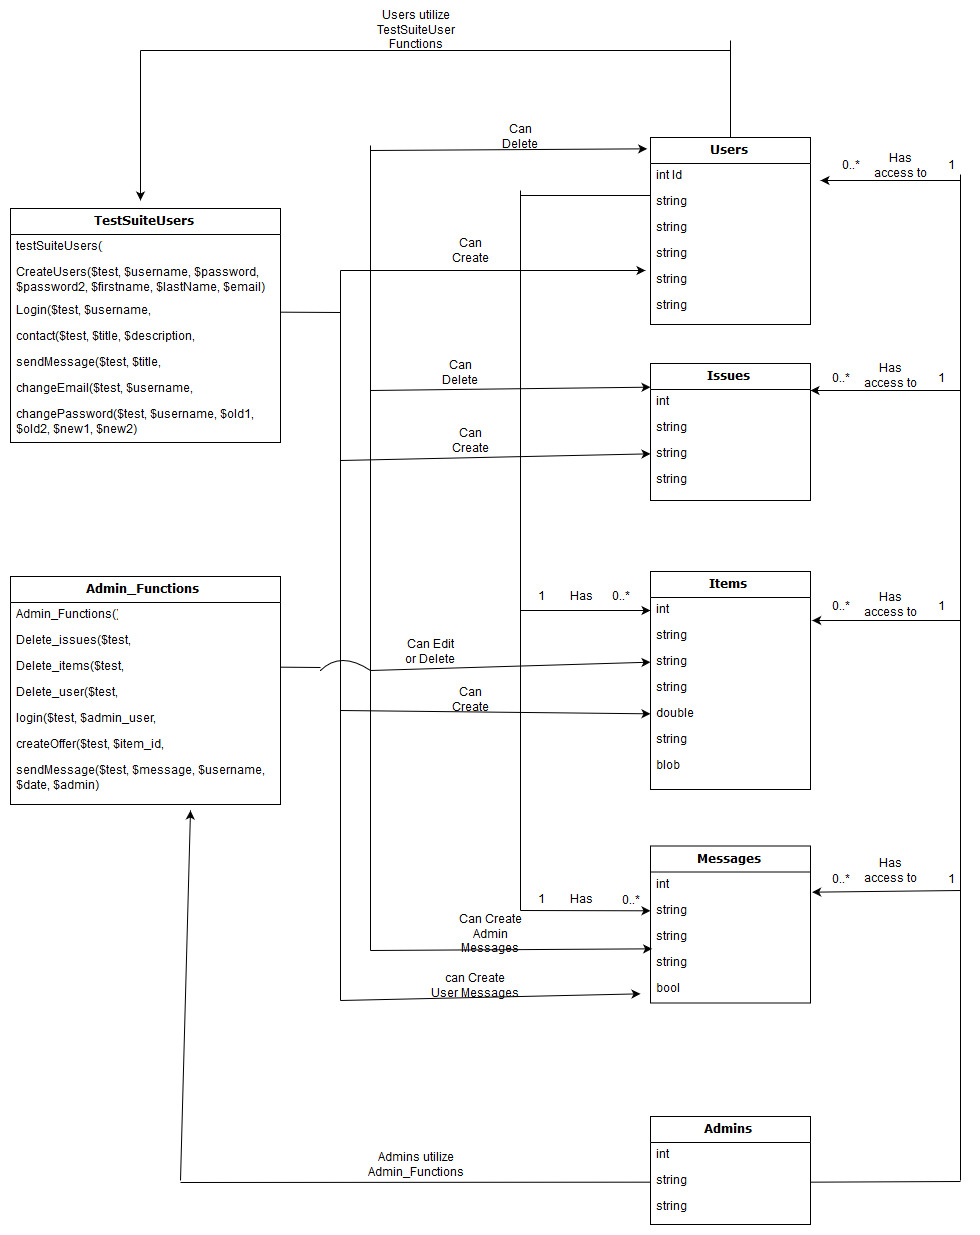 Users utilize
TestSuiteUser
Functions
Can
Delete
Users
int Id
string
string
string
string
string
0..*
Has
access to
1
TestSuiteUsers
testSuiteUsers(
CreateUsers($test, $username, $password,
$password2, $firstname, $lastName, $email)
Login($test, $username,
contact($test, $title, $description,
sendMessage($test, $title,
changeEmail($test, $username,
changePassword($test, $username, $old1,
$old2, $new1, $new2)
Can
Create
Can
Delete
Issues
int
string
string
string
0..*
Has
access to
1
Can
Create
Admin_Functions
Admin_Functions(
Delete_issues($test,
Delete_items($test,
Delete_user($test,
login($test, $admin_user,
createOffer($test, $item_id,
sendMessage($test, $message, $username,
$date, $admin)
1
Has
0..*
Items
int
string
string
string
double
string
blob
0..*
Has
access to
1
Can Edit
or Delete
Can
Create
Messages
int
string
string
string
bool
0..*
Has
access to
1
1
Has
0..*
Can Create
Admin
Messages
can Create
User Messages
Admins
int
string
string
Admins utilize
Admin_Functions